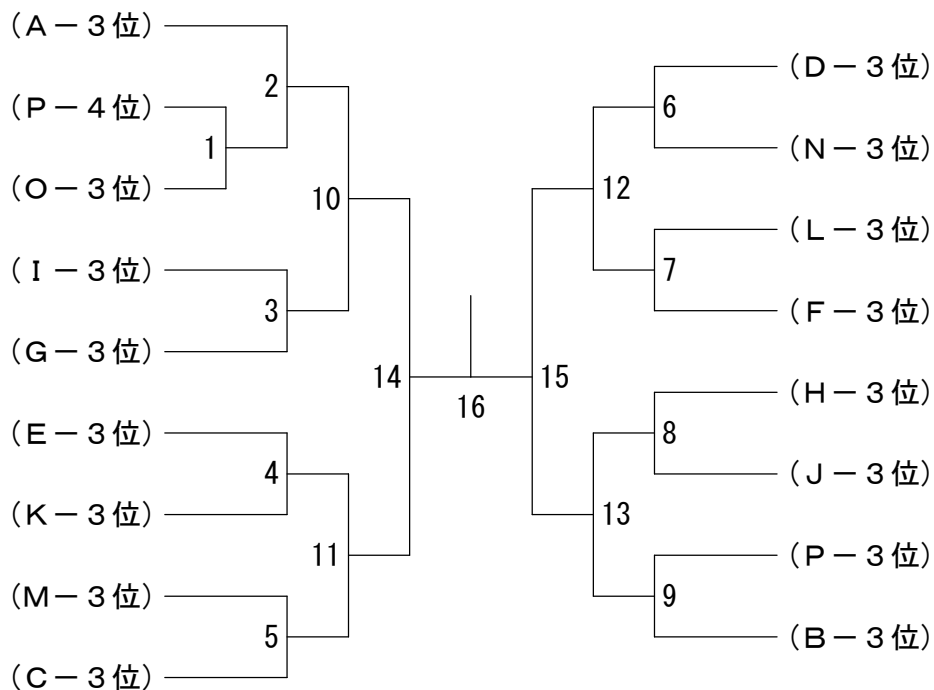 (A-3位)
(P-4位)
(O-3位)
(I-3位)
(G-3位)
(E-3位)
(K-3位)
(M-3位)
(C-3位)
1
2
3
4
5
10
11
14
16
15
12
13
6
7
8
9
(D-3位)
(N-3位)
(L-3位)
(F-3位)
(H-3位)
(J-3位)
(P-3位)
(B-3位)